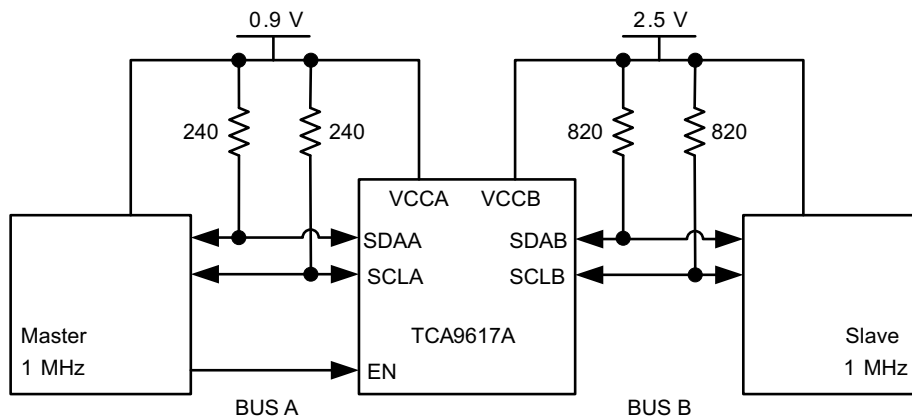 0.9 V
2.5 V
240
240
820
820
VCCA
VCCB
SDAA
SDAB
SCLA
SCLB
TCA9617A
Master
1 MHz
EN
Slave
1 MHz
BUS A
BUS B